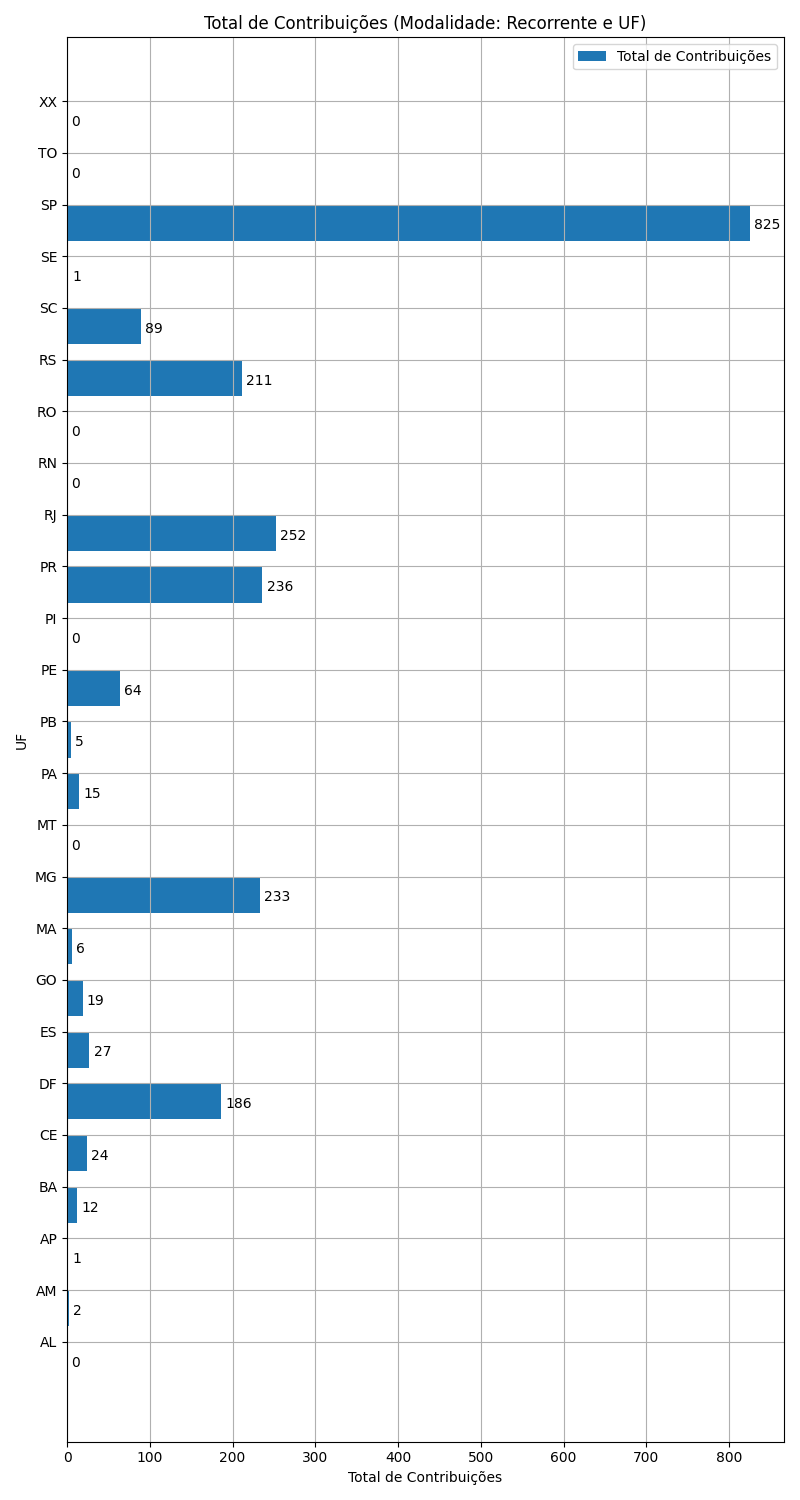 Total de Contribuições (Modalidade: Recorrente e UF)
Total de Contribuições
XX
0
TO
0
SP
825
SE
1
SC
89
RS
211
RO
0
RN
0
RJ
252
PR
236
PI
0
PE
64
PB
5
UF
PA
15
MT
0
MG
233
MA
6
GO
19
ES
27
DF
186
CE
24
BA
12
AP
1
AM
2
AL
0
0 100 200 300 400 500 600 700 800
Total de Contribuições